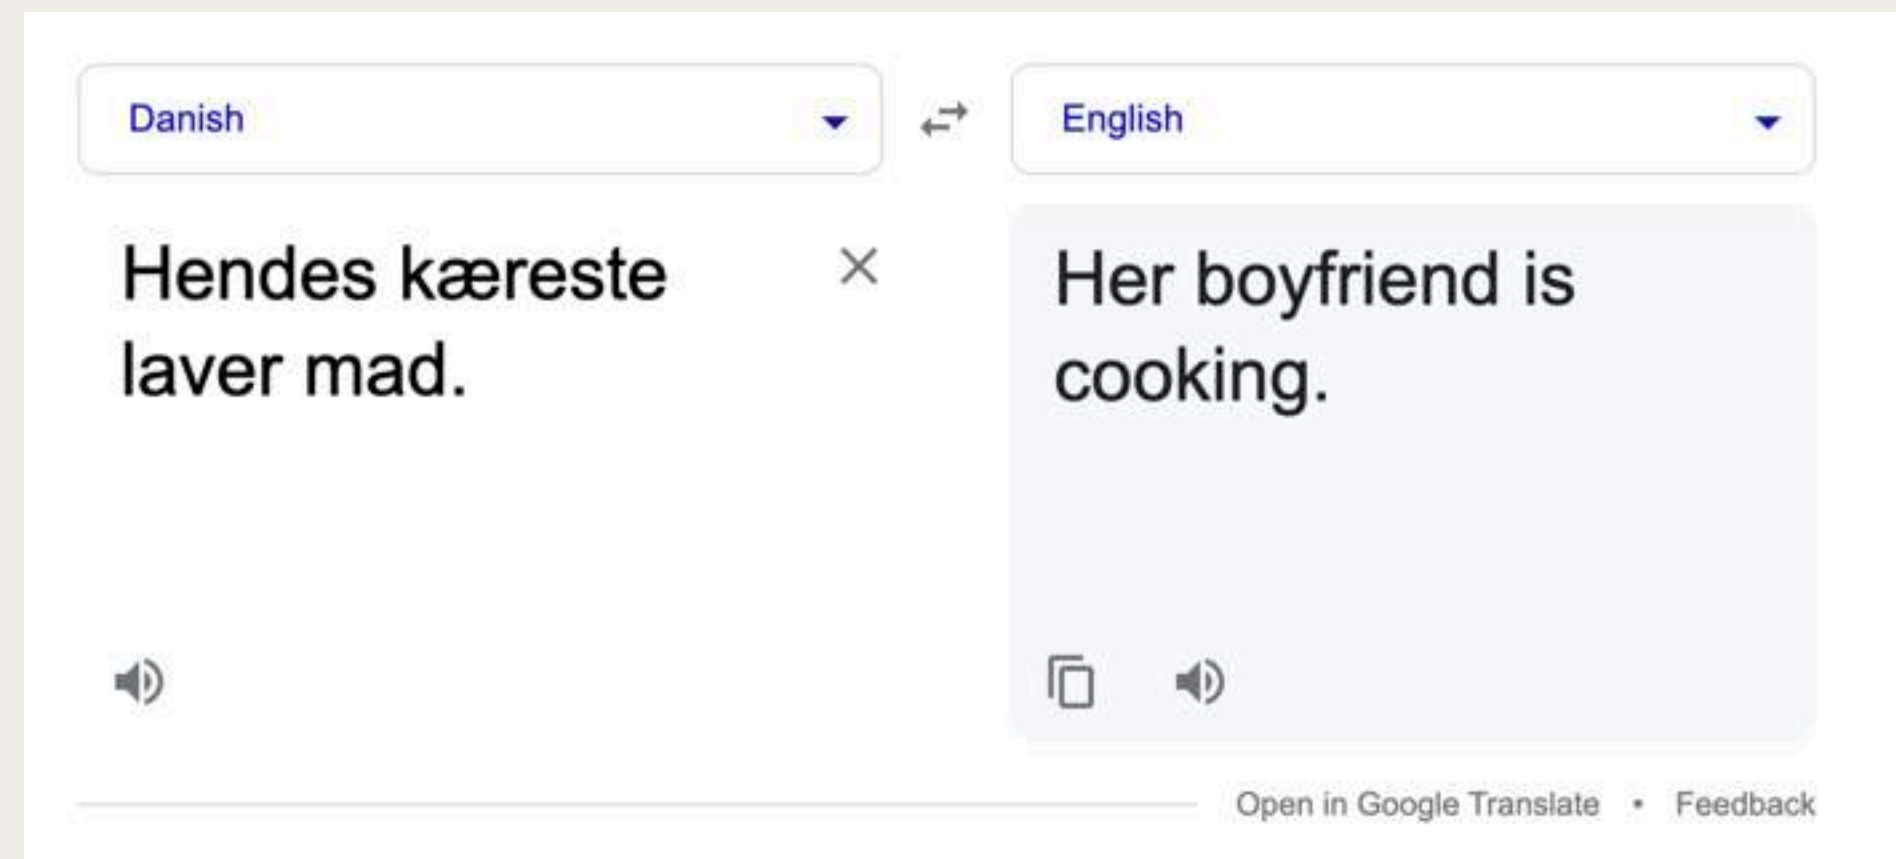 Danish
English
Hendes kæreste
laver mad.
Her boyfriend is
cooking.
Open in Google Translate • Feedback